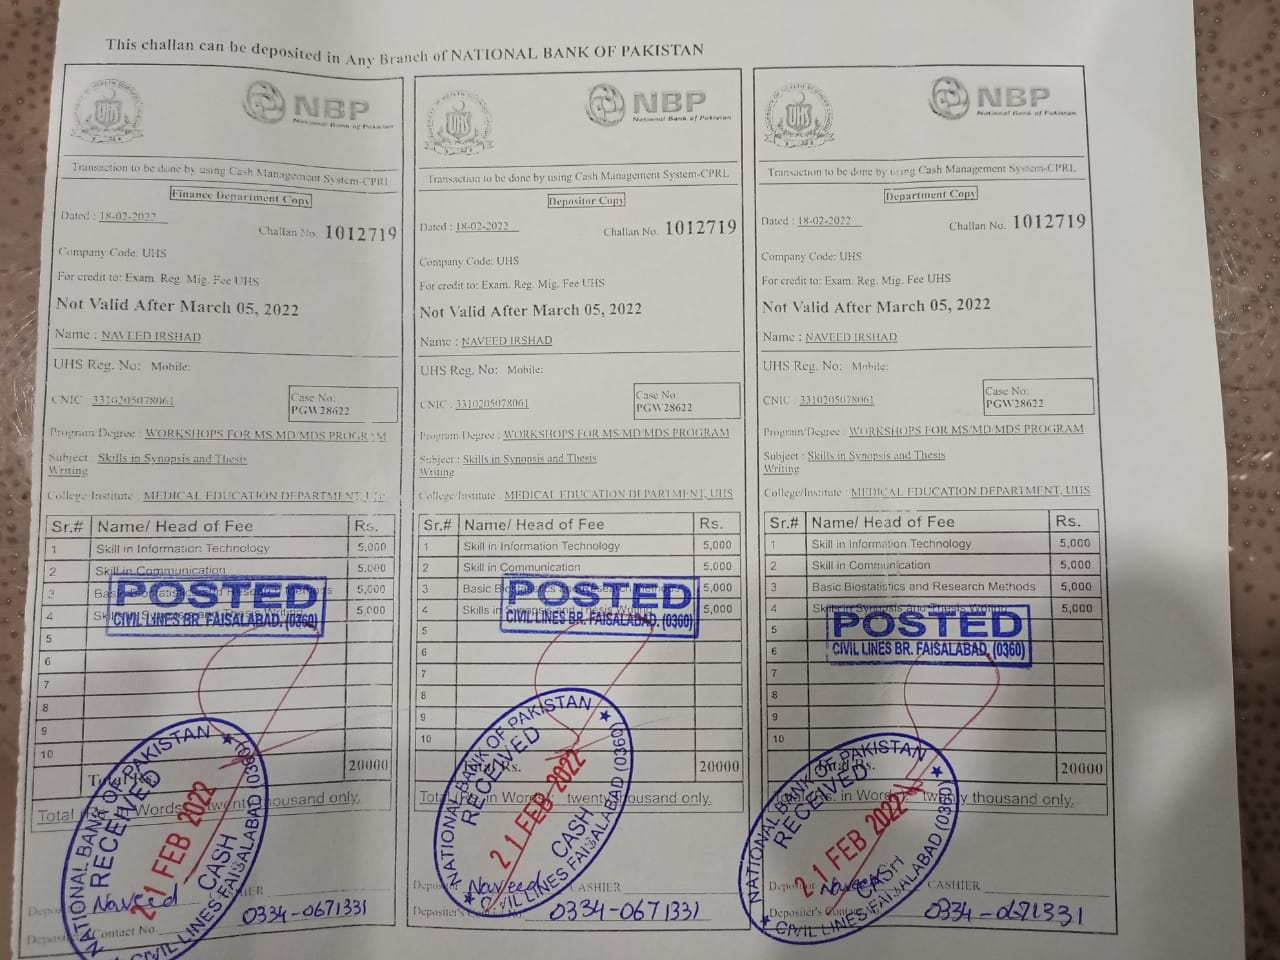 This challan can be deposited in Any Branch of NATIONAL BANK OF PAKISTAN
UHS
NBP
National Bank of Pakistan
Transaction to be done by using Cash Management System-CPRL
Finance Department Copy
Dated : 18-02-2022
Challan No. 1012719
Company Code: UHS
For credit to: Exam. Reg. Mig. Fee UHS
Not Valid After March 05, 2022
Name : NAVEED IRSHAD
UHS Reg. No: Mobile:
CNIC : 3310205078061
Case No:
PGW28622
Program/Degree : WORKSHOPS FOR MS/MD/MDS PROGRAM
Subject : Skills in Synopsis and Thesis
Writing
College/Institute : MEDICAL EDUCATION DEPARTMENT, UHS
Sr.# Name/ Head of Fee Rs.
1 Skill in Information Technology 5,000
2 Skill in Communication 5,000
3 Basic Biostatistics and Research Methods 5,000
4 Skills in Synopsis and Thesis Writing 5,000
POSTED
CIVIL LINES BR. FAISALABAD. (0360)
5
6
7
8
9
10
Total Rs. 20000
Total Rs. in Words twenty thousand only.
NATIONAL BANK OF PAKISTAN
RECEIVED
21 FEB 2022
CASH
CIVIL LINES FAISALABAD (0360)
Naveed
Depositor's Contact No. 0334-0671331
UHS
NBP
National Bank of Pakistan
Transaction to be done by using Cash Management System-CPRL
Depositor Copy
Dated : 18-02-2022
Challan No. 1012719
Company Code: UHS
For credit to: Exam. Reg. Mig. Fee UHS
Not Valid After March 05, 2022
Name : NAVEED IRSHAD
UHS Reg. No: Mobile:
CNIC : 3310205078061
Case No:
PGW28622
Program/Degree : WORKSHOPS FOR MS/MD/MDS PROGRAM
Subject : Skills in Synopsis and Thesis
Writing
College/Institute : MEDICAL EDUCATION DEPARTMENT, UHS
Sr.# Name/ Head of Fee Rs.
1 Skill in Information Technology 5,000
2 Skill in Communication 5,000
3 Basic Biostatistics and Research Methods 5,000
4 Skills in Synopsis and Thesis Writing 5,000
POSTED
CIVIL LINES BR. FAISALABAD. (0360)
5
6
7
8
9
10
Total Rs. 20000
Total Rs. in Words twenty thousand only.
NATIONAL BANK OF PAKISTAN
RECEIVED
21 FEB 2022
CASH
CIVIL LINES FAISALABAD (0360)
Depositor Naveed CASHIER
Depositor's Contact No. 0334-0671331
UHS
NBP
National Bank of Pakistan
Transaction to be done by using Cash Management System-CPRL
Department Copy
Dated : 18-02-2022
Challan No. 1012719
Company Code: UHS
For credit to: Exam. Reg. Mig. Fee UHS
Not Valid After March 05, 2022
Name : NAVEED IRSHAD
UHS Reg. No: Mobile:
CNIC : 3310205078061
Case No:
PGW28622
Program/Degree : WORKSHOPS FOR MS/MD/MDS PROGRAM
Subject : Skills in Synopsis and Thesis
Writing
College/Institute : MEDICAL EDUCATION DEPARTMENT, UHS
Sr.# Name/ Head of Fee Rs.
1 Skill in Information Technology 5,000
2 Skill in Communication 5,000
3 Basic Biostatistics and Research Methods 5,000
4 Skills in Synopsis and Thesis Writing 5,000
POSTED
CIVIL LINES BR. FAISALABAD. (0360)
5
6
7
8
9
10
Total Rs. 20000
Total Rs. in Words twenty thousand only.
NATIONAL BANK OF PAKISTAN
RECEIVED
21 FEB 2022
CASH
CIVIL LINES FAISALABAD (0360)
Depositor Naveed CASHIER
Depositor's Contact 0334-0671331